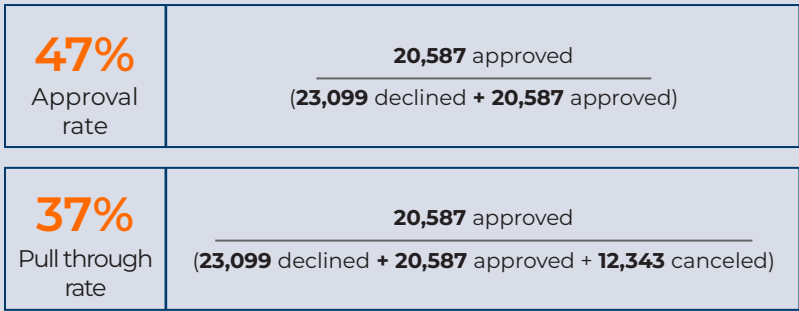 47%
Approval
rate
20,587 approved
(23,099 declined + 20,587 approved)
37%
Pull through
rate
20,587 approved
(23,099 declined + 20,587 approved + 12,343 canceled)